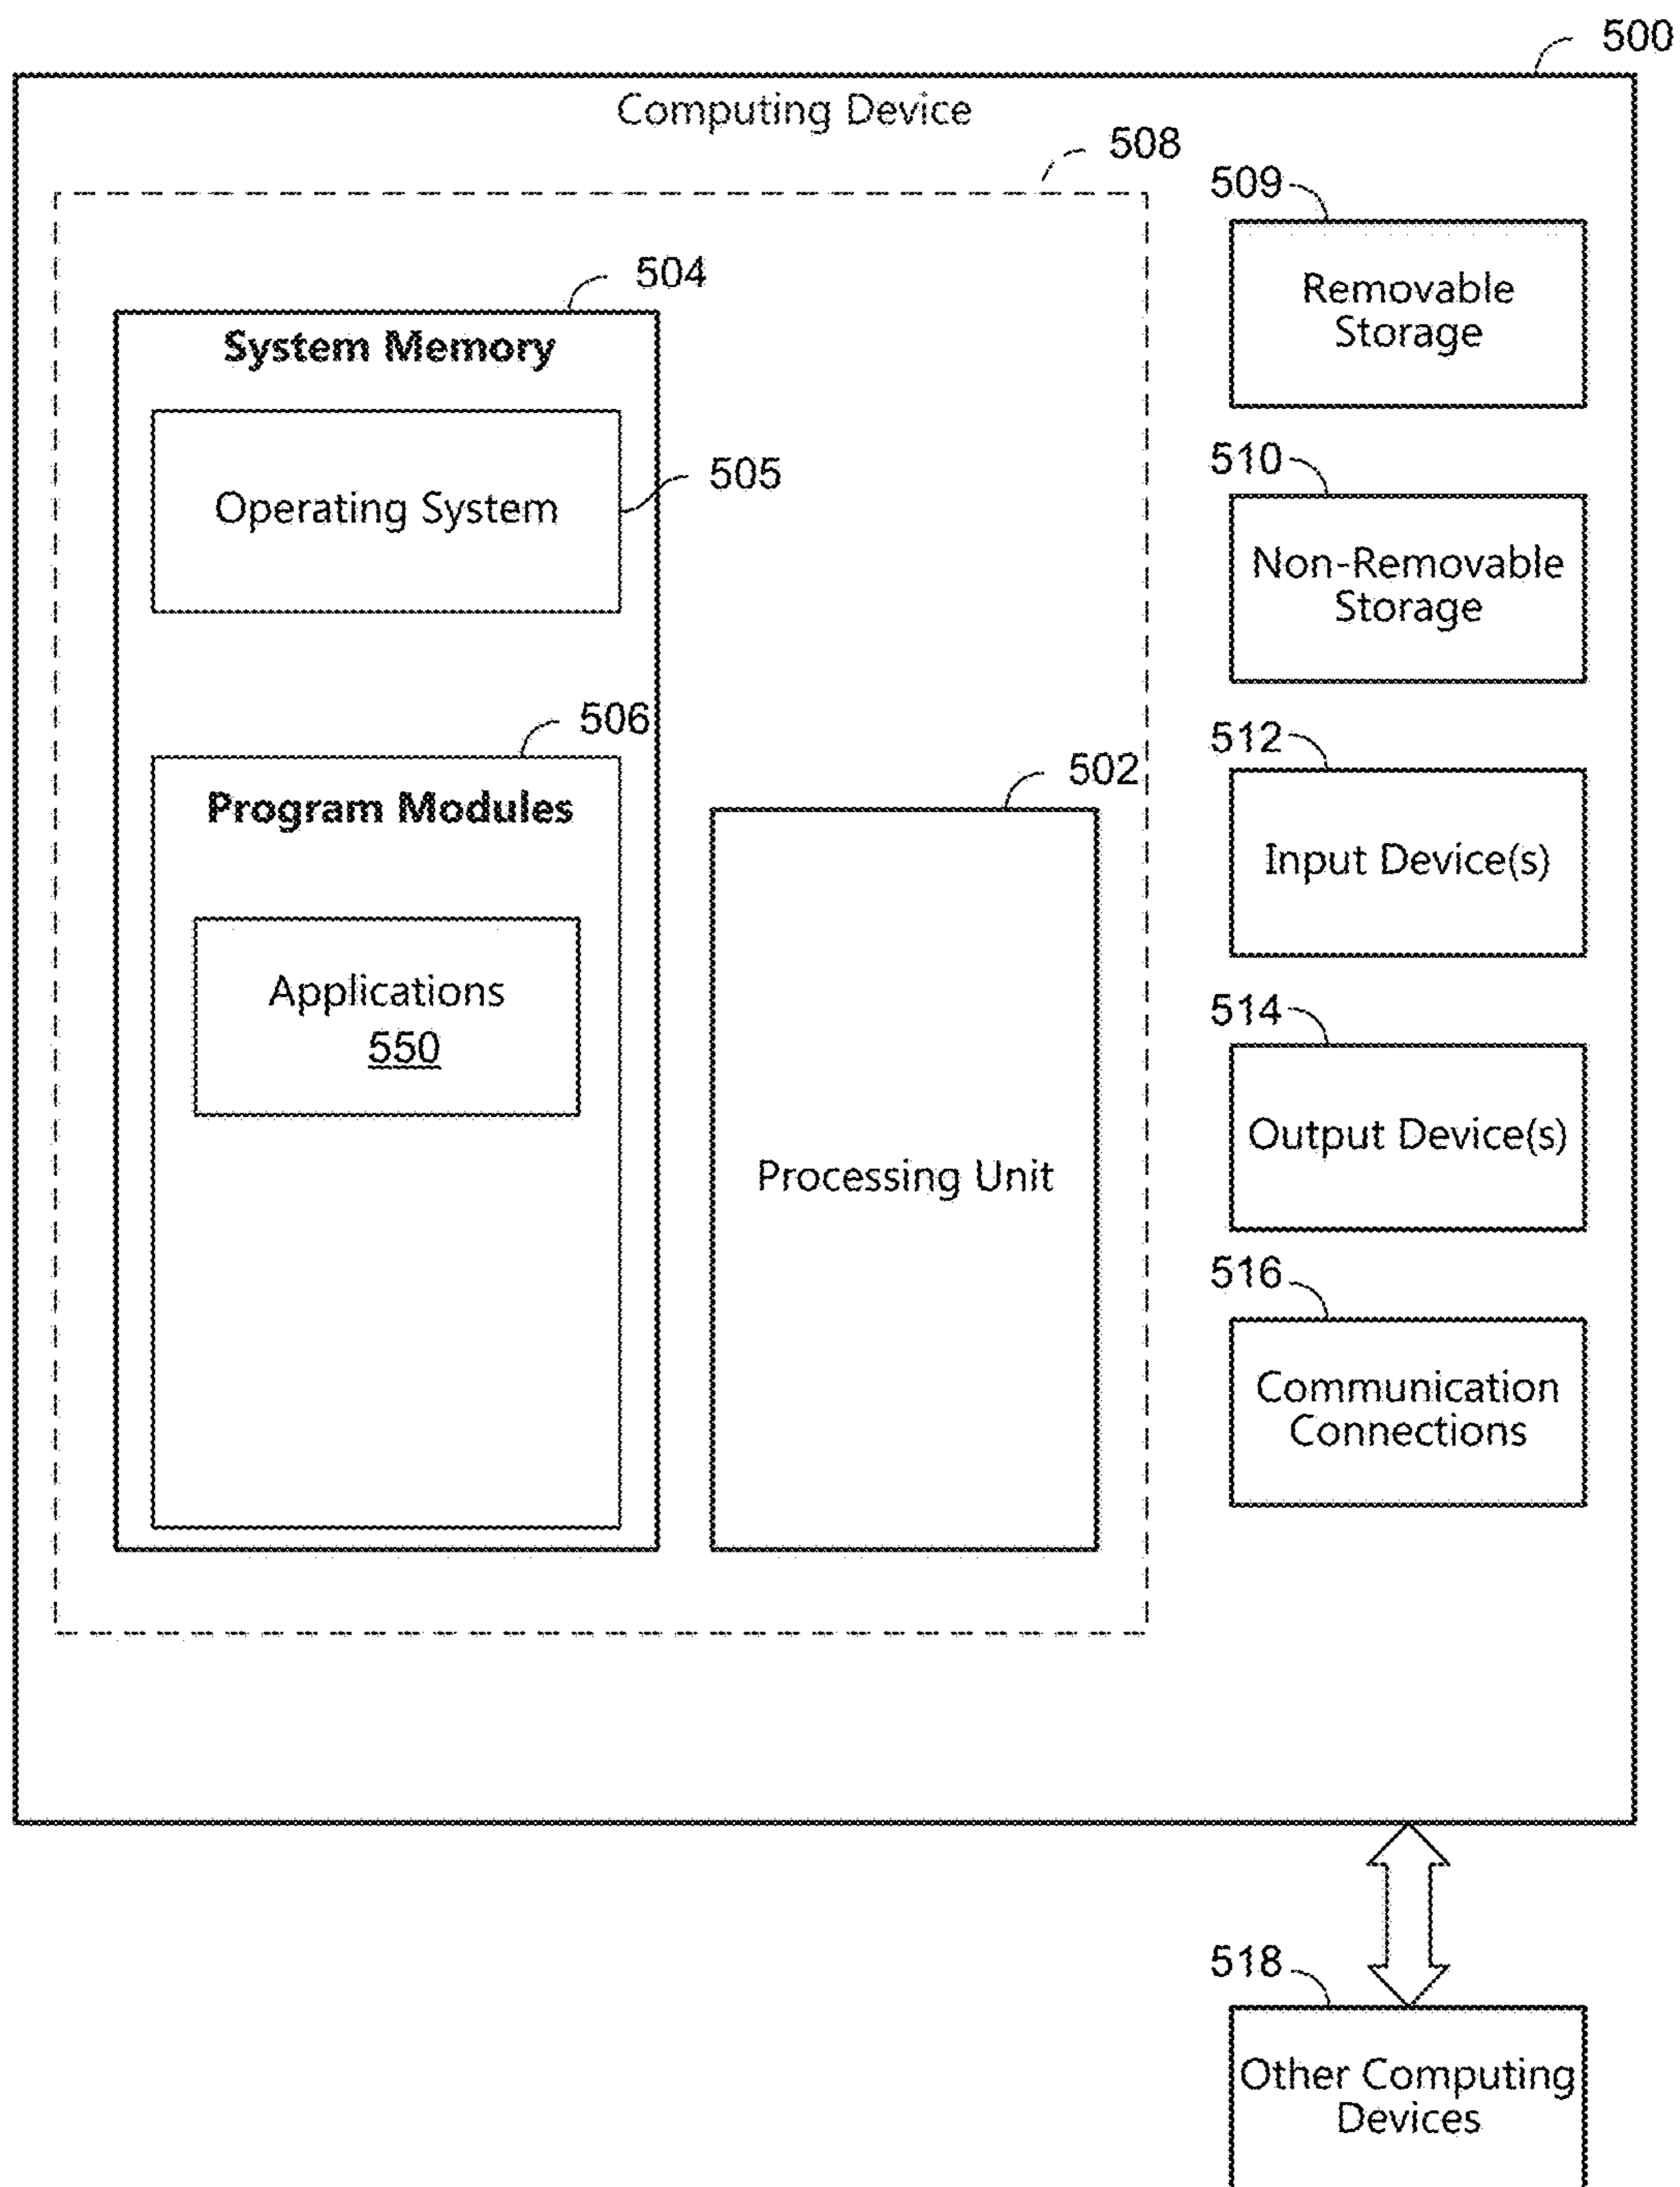 500
Computing Device
508
509
Removable
Storage
504
System Memory
Operating System
505
510
Non-Removable
Storage
506
Program Modules
Applications
550
502
Processing Unit
512
Input Device(s)
514
Output Device(s)
516
Communication
Connections
518
Other Computing
Devices